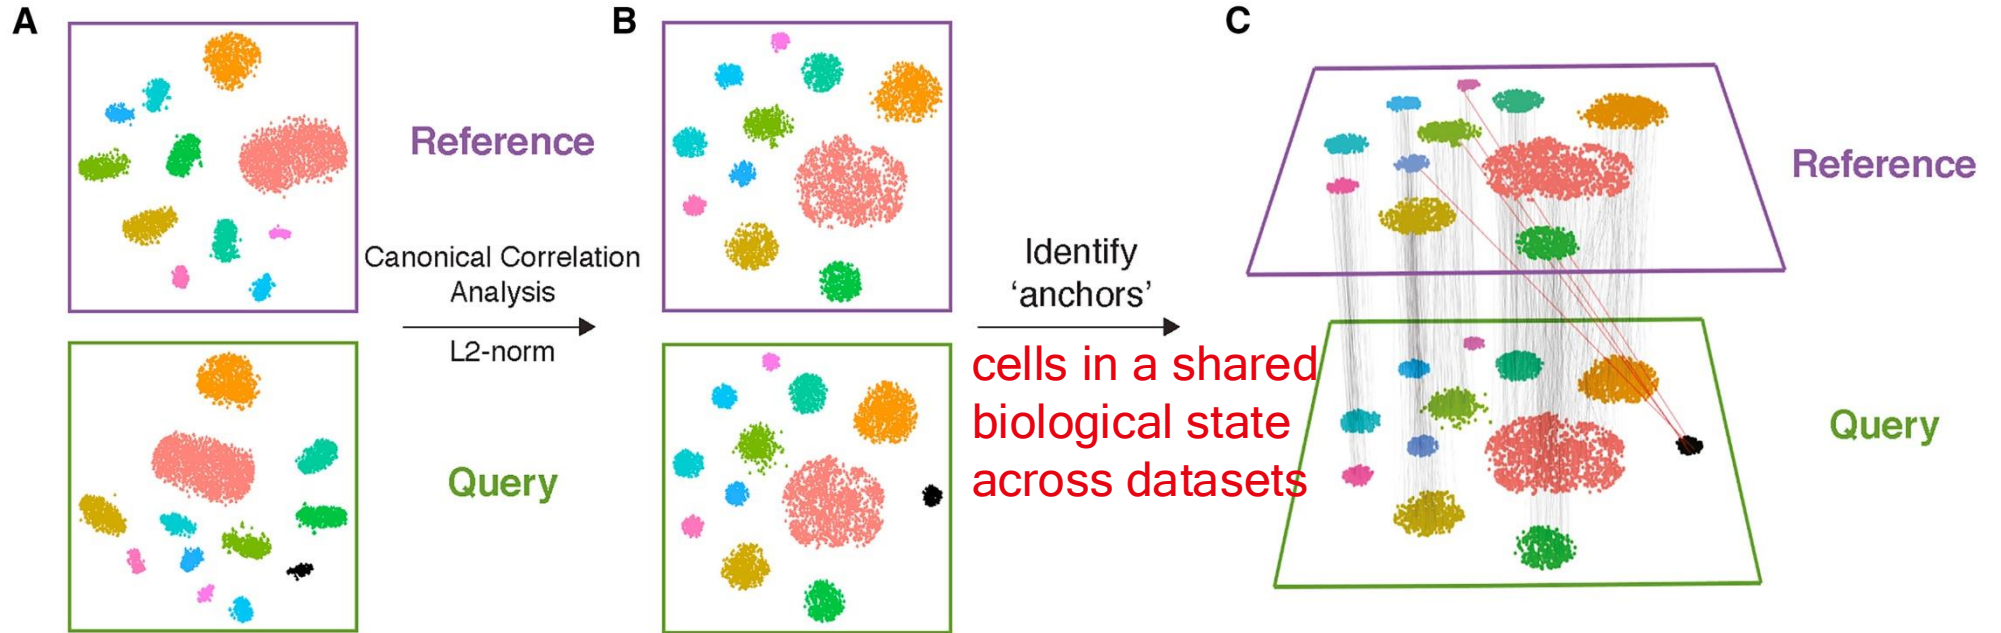 A
B
C
Reference
Canonical Correlation
Analysis
L2-norm
Query
Identify
‘anchors’
cells in a shared
biological state
across datasets
Reference
Query